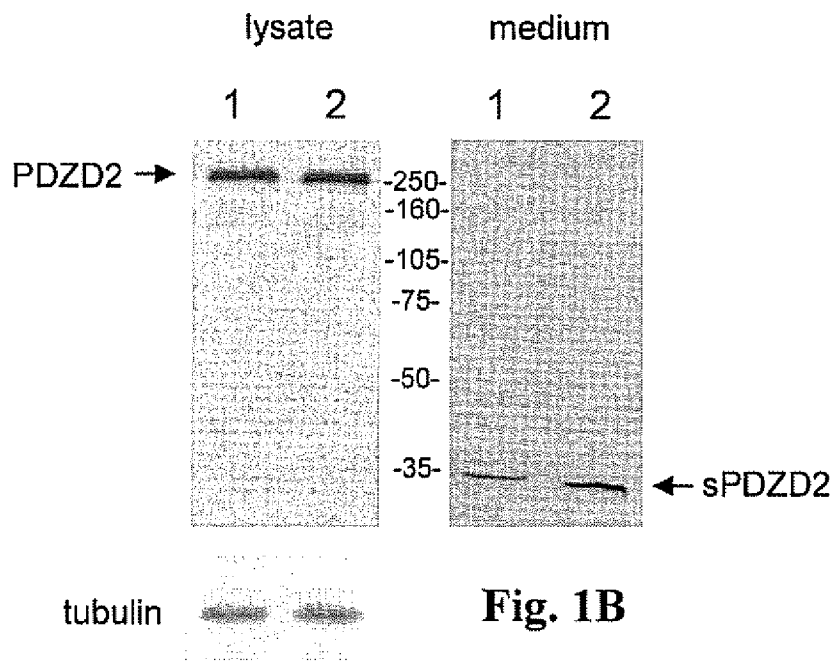 lysate medium
1 2 1 2
PDZD2
-250-
-160-
-105-
-75-
-50-
-35-
sPDZD2
tubulin
Fig. 1B